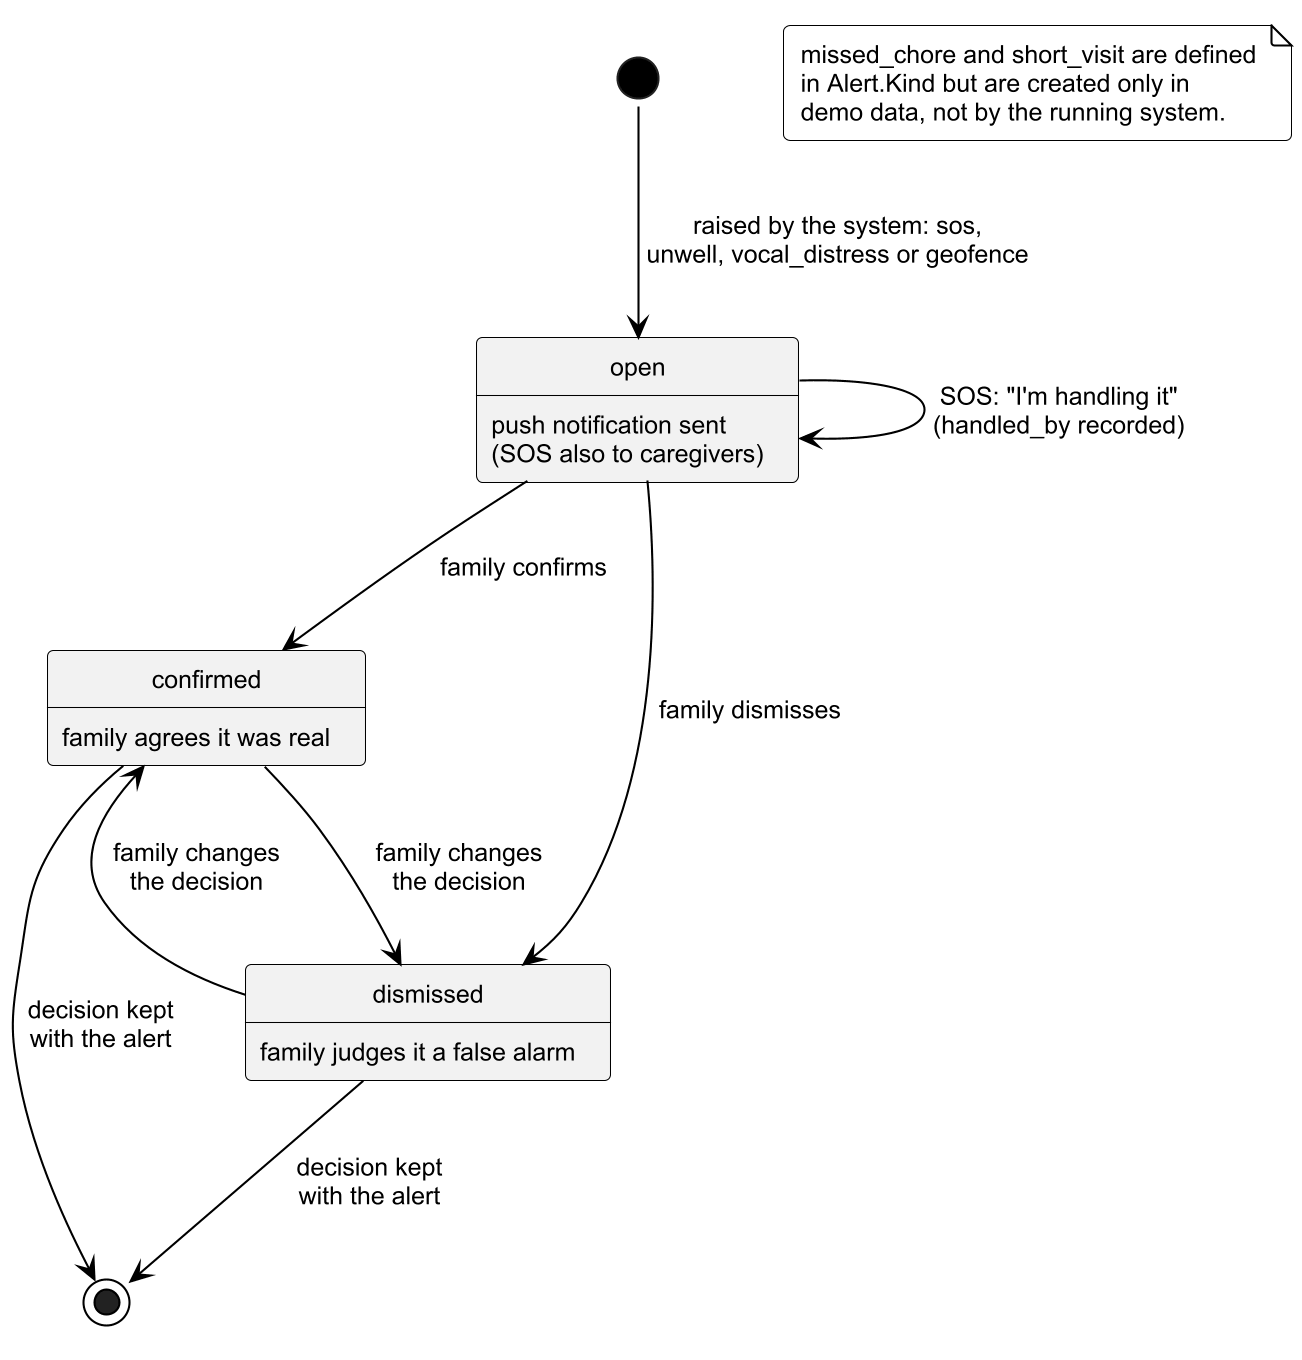 missed_chore and short_visit are defined
in Alert.Kind but are created only in
demo data, not by the running system.
raised by the system: sos,
unwell, vocal_distress or geofence
open
push notification sent
(SOS also to caregivers)
SOS: "I'm handling it"
(handled_by recorded)
family confirms
confirmed
family agrees it was real
family dismisses
family changes
the decision
family changes
the decision
dismissed
family judges it a false alarm
decision kept
with the alert
decision kept
with the alert